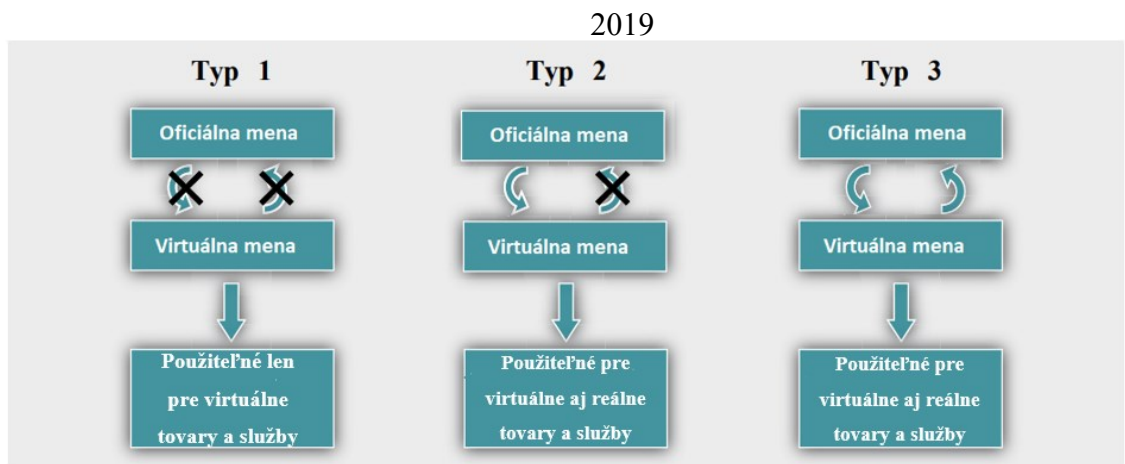 2019
Typ 1
Oficiálna mena
Virtuálna mena
Použiteľné len
pre virtuálne
tovary a služby
Typ 2
Oficiálna mena
Virtuálna mena
Použiteľné pre
virtuálne aj reálne
tovary a služby
Typ 3
Oficiálna mena
Virtuálna mena
Použiteľné pre
virtuálne aj reálne
tovary a služby